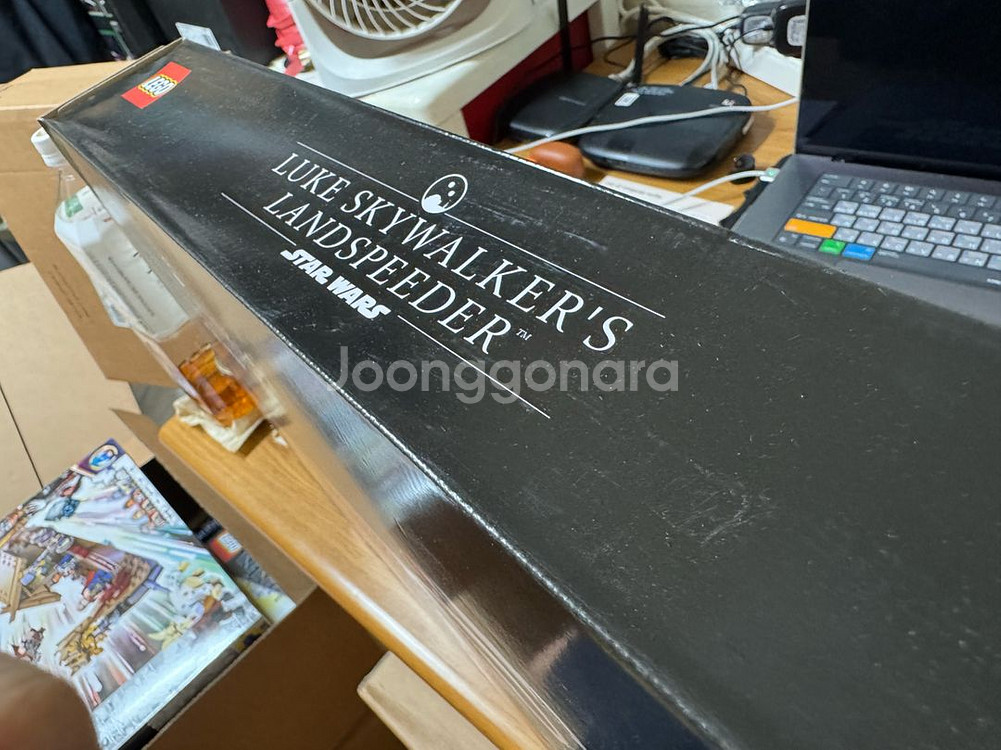 LEGO
LUKE SKYWALKER'S
LANDSPEEDER™
STAR WARS
Joonggonara